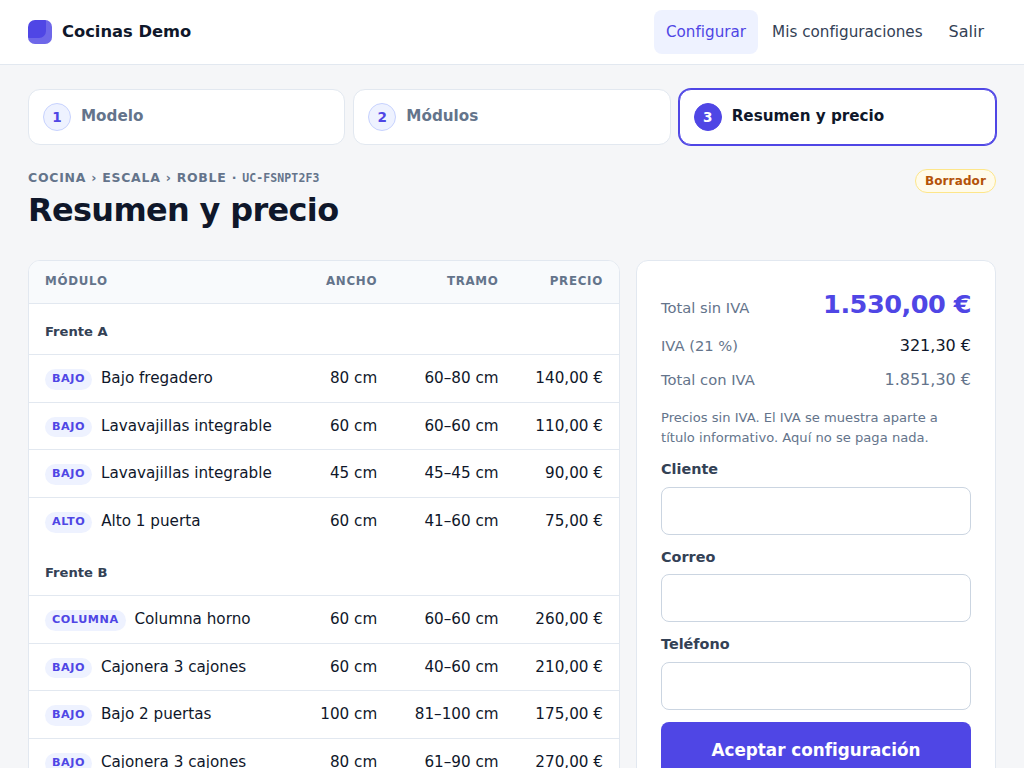 Cocinas Demo
Configurar Mis configuraciones Salir
1 Modelo
2 Módulos
3 Resumen y precio
COCINA › ESCALA › ROBLE · UC-FSNPT2F3
Borrador
Resumen y precio
MÓDULO ANCHO TRAMO PRECIO
Frente A
BAJO Bajo fregadero 80 cm 60–80 cm 140,00 €
BAJO Lavavajillas integrable 60 cm 60–60 cm 110,00 €
BAJO Lavavajillas integrable 45 cm 45–45 cm 90,00 €
ALTO Alto 1 puerta 60 cm 41–60 cm 75,00 €
Frente B
COLUMNA Columna horno 60 cm 60–60 cm 260,00 €
BAJO Cajonera 3 cajones 60 cm 40–60 cm 210,00 €
BAJO Bajo 2 puertas 100 cm 81–100 cm 175,00 €
BAJO Cajonera 3 cajones 80 cm 61–90 cm 270,00 €
Total sin IVA 1.530,00 €
IVA (21 %) 321,30 €
Total con IVA 1.851,30 €
Precios sin IVA. El IVA se muestra aparte a
título informativo. Aquí no se paga nada.
Cliente
Correo
Teléfono
Aceptar configuración